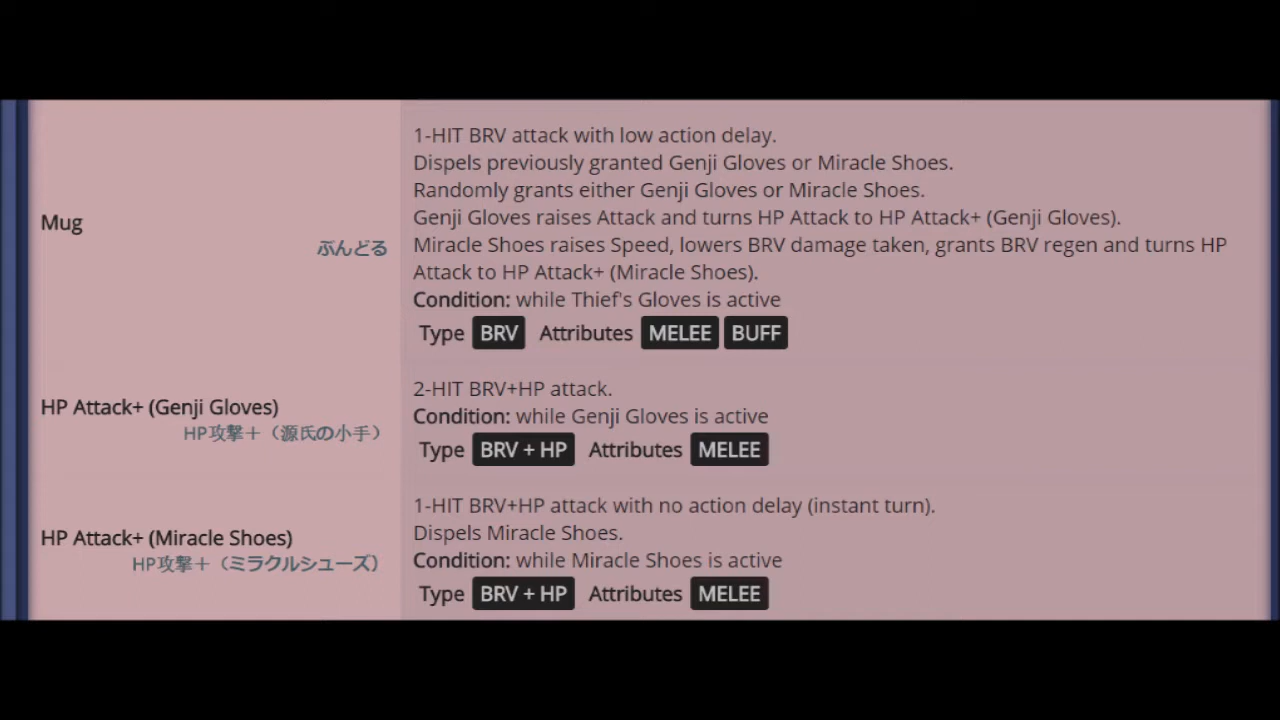 Mug
ぶんどる
1-HIT BRV attack with low action delay.
Dispels previously granted Genji Gloves or Miracle Shoes.
Randomly grants either Genji Gloves or Miracle Shoes.
Genji Gloves raises Attack and turns HP Attack to HP Attack+ (Genji Gloves).
Miracle Shoes raises Speed, lowers BRV damage taken, grants BRV regen and turns HP
Attack to HP Attack+ (Miracle Shoes).
Condition: while Thief's Gloves is active
Type BRV Attributes MELEE BUFF
HP Attack+ (Genji Gloves)
HP攻撃＋（源氏の小手）
2-HIT BRV+HP attack.
Condition: while Genji Gloves is active
Type BRV + HP Attributes MELEE
HP Attack+ (Miracle Shoes)
HP攻撃＋（ミラクルシューズ）
1-HIT BRV+HP attack with no action delay (instant turn).
Dispels Miracle Shoes.
Condition: while Miracle Shoes is active
Type BRV + HP Attributes MELEE